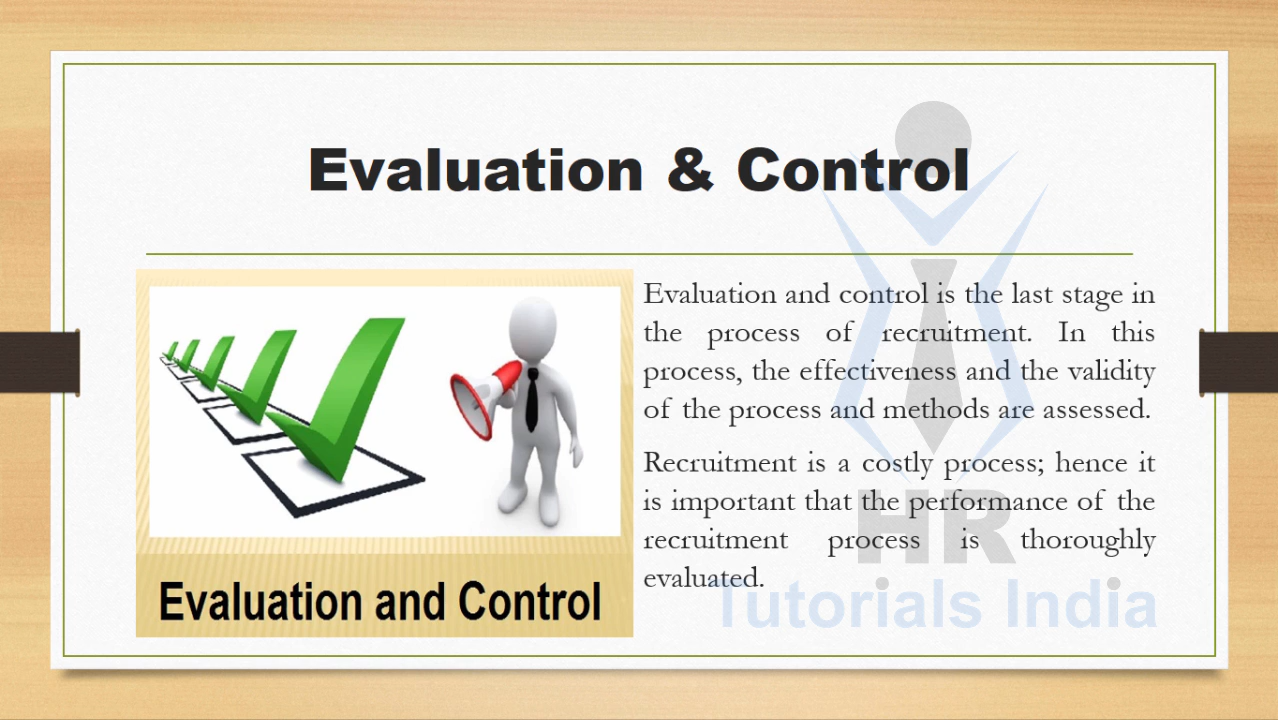 Evaluation & Control
Evaluation and Control
Evaluation and control is the last stage in
the process of recruitment. In this
process, the effectiveness and the validity
of the process and methods are assessed.
Recruitment is a costly process; hence it
is important that the performance of the
recruitment process is thoroughly
evaluated.
HR
Tutorials India